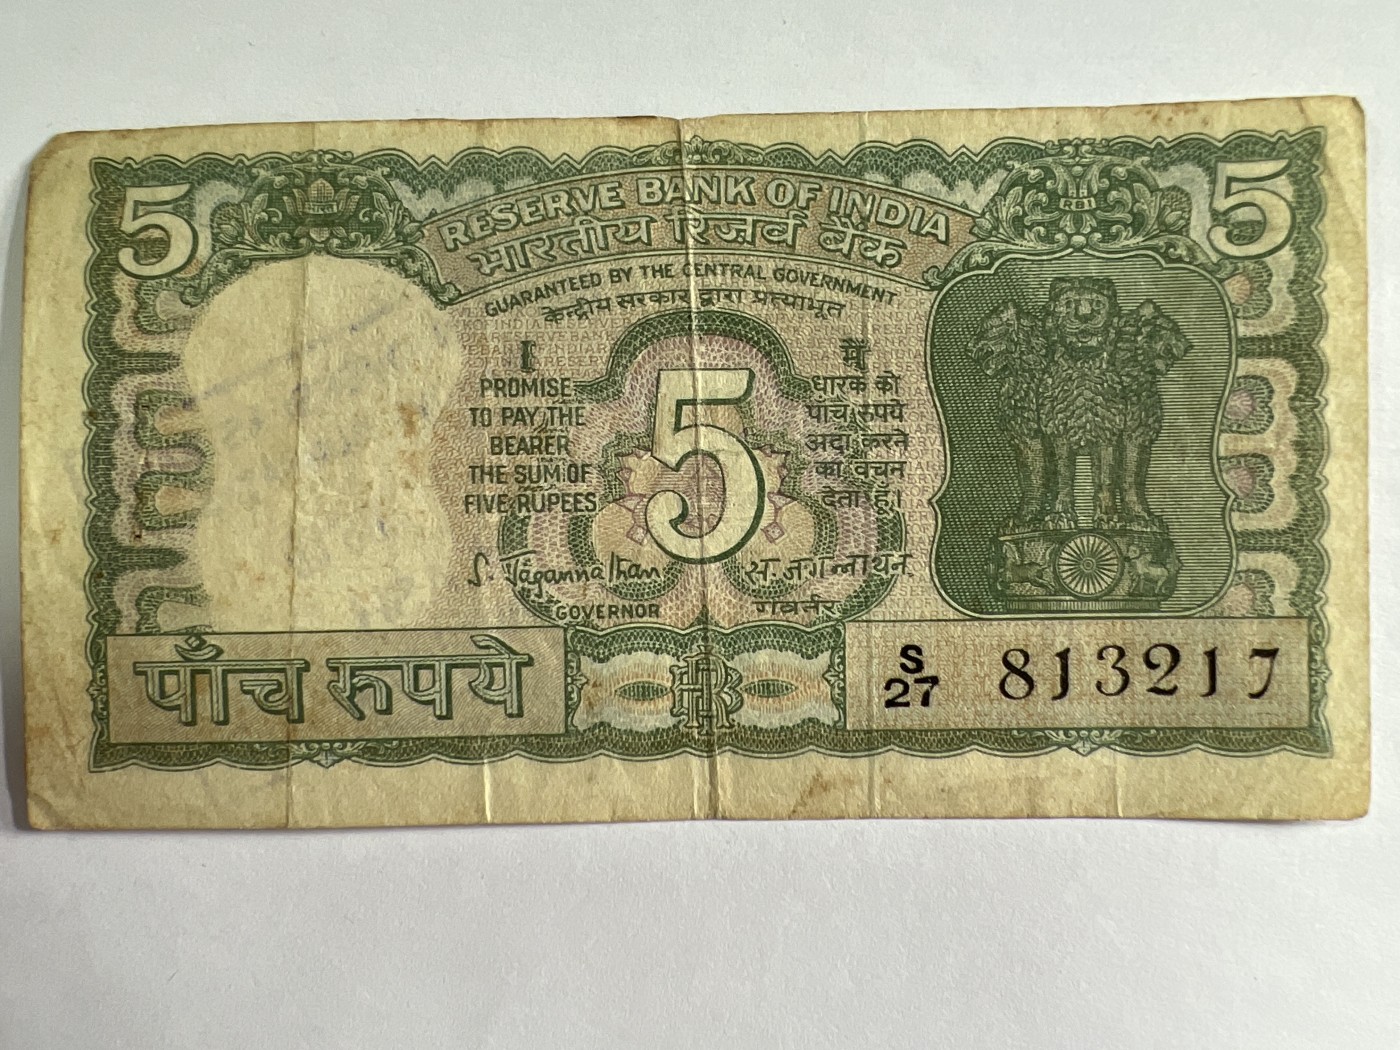 5
5
RBI
RESERVE BANK OF INDIA
भारतीय रिज़र्व बैंक
GUARANTEED BY THE CENTRAL GOVERNMENT
केन्द्रीय सरकार द्वारा प्रत्याभूत
I
PROMISE
TO PAY THE
BEARER
THE SUM OF
FIVE RUPEES
5
मैं
धारक को
पाँच रुपये
अदा करने
का वचन
देता हूं।
S. Jagannathan
GOVERNOR
स. जगन्नाथन
गवर्नर
पाँच रूपये
S/27 813217